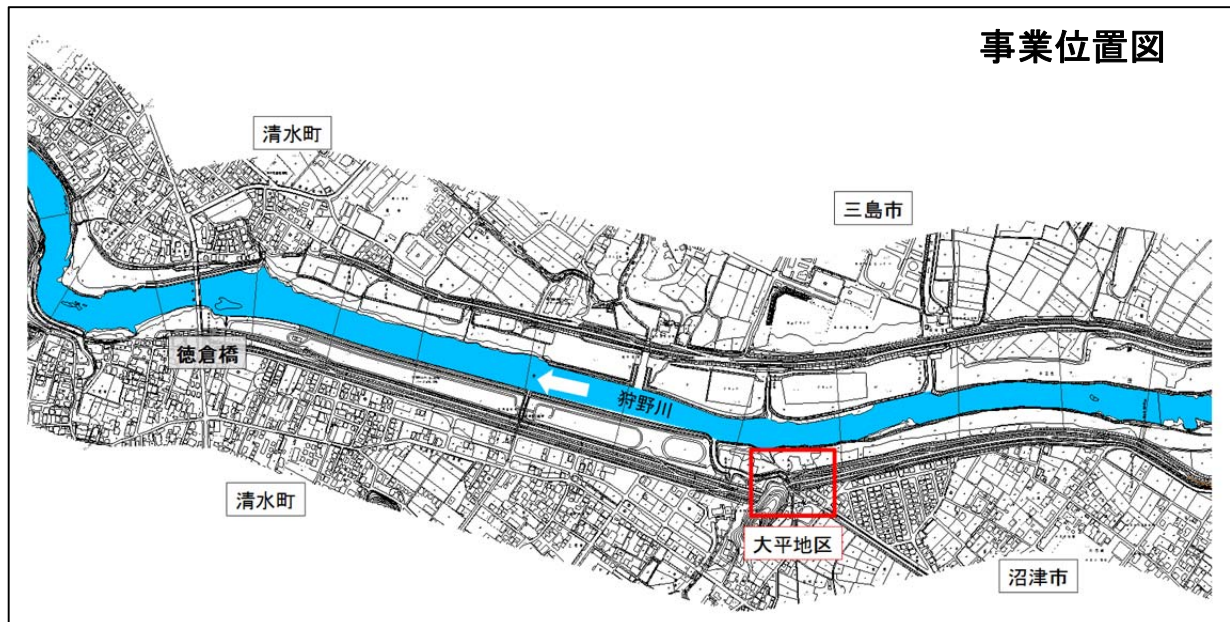 事業位置図
清水町
三島市
徳倉橋
狩野川
清水町
大平地区
沼津市